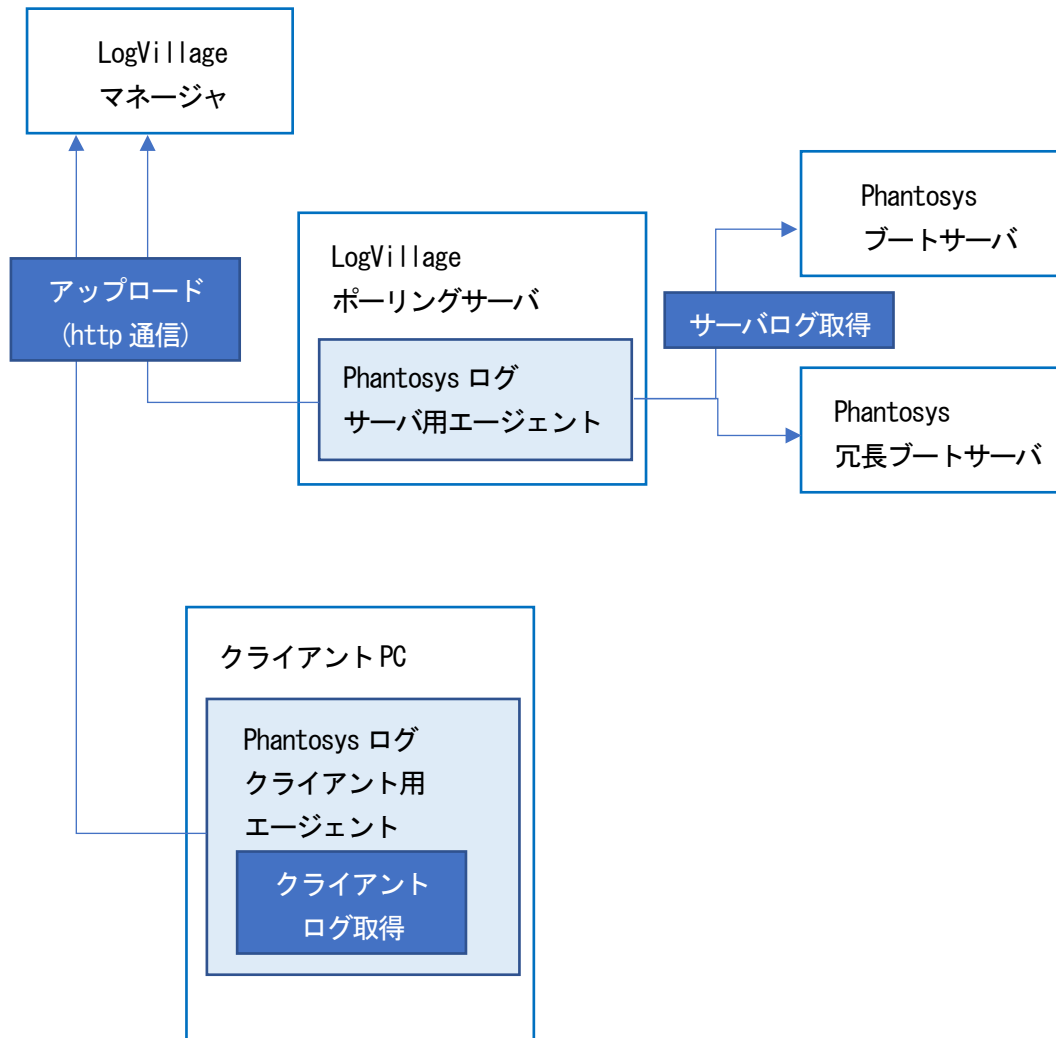 LogVillage
マネージャ
Phantosys
ブートサーバ
LogVillage
ポーリングサーバ
アップロード
(http 通信)
サーバログ取得
Phantosys ログ
サーバ用エージェント
Phantosys
冗長ブートサーバ
クライアント PC
Phantosys ログ
クライアント用
エージェント
クライアント
ログ取得